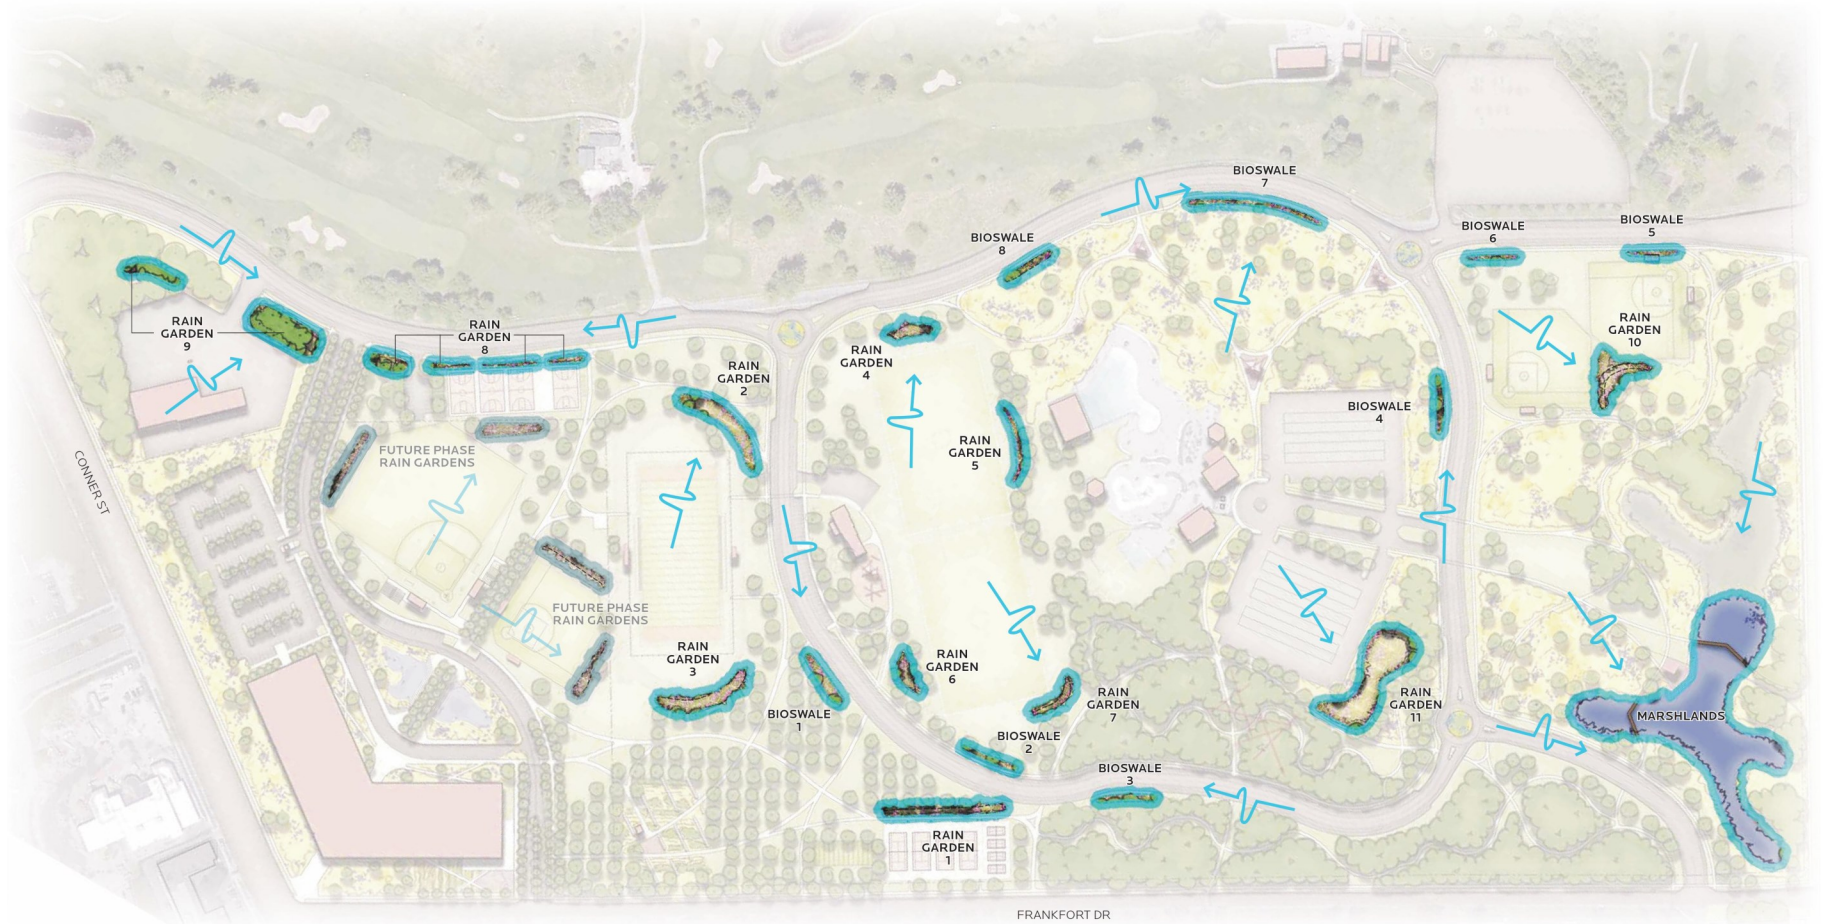 BIOSWALE
7
BIOSWALE
8
BIOSWALE
6
BIOSWALE
5
RAIN
GARDEN
9
RAIN
GARDEN
8
RAIN
GARDEN
2
RAIN
GARDEN
4
RAIN
GARDEN
5
BIOSWALE
4
RAIN
GARDEN
10
FUTURE PHASE
RAIN GARDENS
CONNER ST
FUTURE PHASE
RAIN GARDENS
RAIN
GARDEN
3
BIOSWALE
1
RAIN
GARDEN
6
RAIN
GARDEN
7
RAIN
GARDEN
11
MARSHLANDS
BIOSWALE
2
BIOSWALE
3
RAIN
GARDEN
1
FRANKFORT DR